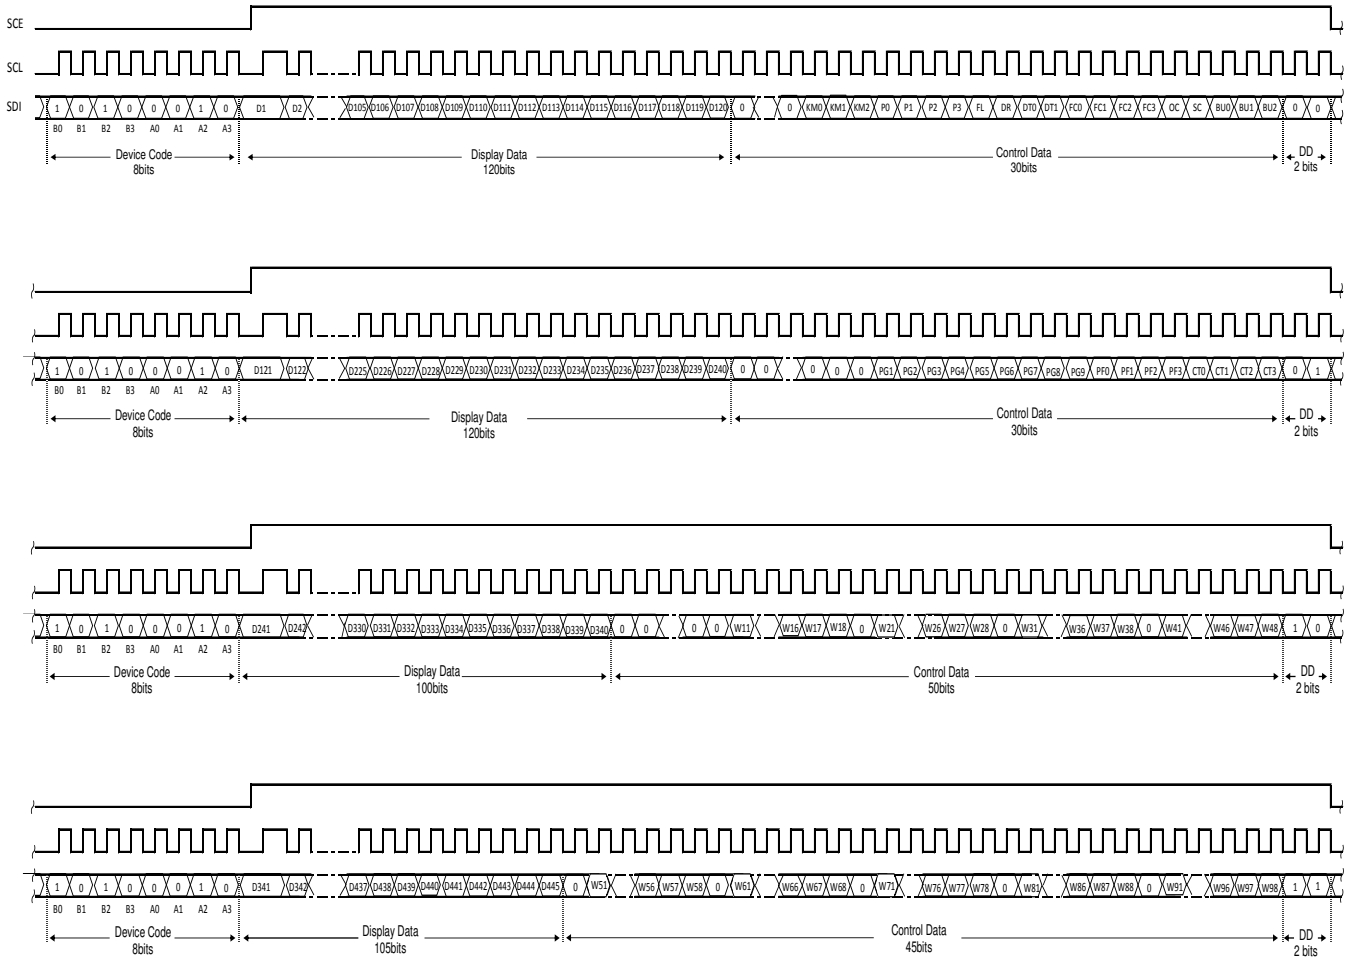 SCE
SCL
SDI 1 0 1 0 0 0 1 0 D1 D2 D105 D106 D107 D108 D109 D110 D111 D112 D113 D114 D115 D116 D117 D118 D119 D120 0 0 KM0 KM1 KM2 P0 P1 P2 P3 FL DR DT0 DT1 FC0 FC1 FC2 FC3 OC SC BU0 BU1 BU2 0 0
B0 B1 B2 B3 A0 A1 A2 A3
Device Code Display Data Control Data DD
8bits 120bits 30bits 2 bits
1 0 1 0 0 0 1 0 D121 D122 D225 D226 D227 D228 D229 D230 D231 D232 D233 D234 D235 D236 D237 D238 D239 D240 0 0 0 0 0 PG1 PG2 PG3 PG4 PG5 PG6 PG7 PG8 PG9 PF0 PF1 PF2 PF3 CT0 CT1 CT2 CT3 0 1
B0 B1 B2 B3 A0 A1 A2 A3
Device Code Display Data Control Data DD
8bits 120bits 30bits 2 bits
1 0 1 0 0 0 1 0 D241 D242 D330 D331 D332 D333 D334 D335 D336 D337 D338 D339 D340 0 0 0 0 W11 W16 W17 W18 0 W21 W26 W27 W28 0 W31 W36 W37 W38 0 W41 W46 W47 W48 1 0
B0 B1 B2 B3 A0 A1 A2 A3
Device Code Display Data Control Data DD
8bits 100bits 50bits 2 bits
1 0 1 0 0 0 1 0 D341 D342 D437 D438 D439 D440 D441 D442 D443 D444 D445 0 W51 W56 W57 W58 0 W61 W66 W67 W68 0 W71 W76 W77 W78 0 W81 W86 W87 W88 0 W91 W96 W97 W98 1 1
B0 B1 B2 B3 A0 A1 A2 A3
Device Code Display Data Control Data DD
8bits 105bits 45bits 2 bits